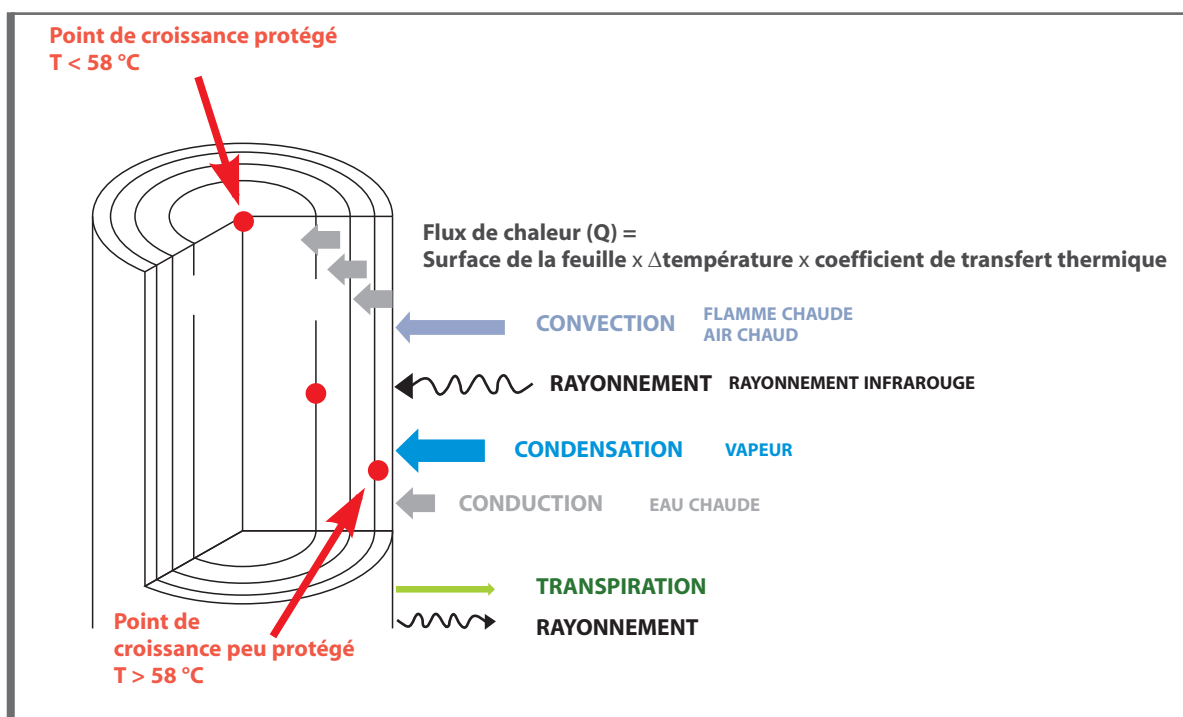 Point de croissance protégé
T < 58 °C
Flux de chaleur (Q) =
Surface de la feuille x Δtempérature x coefficient de transfert thermique
CONVECTION FLAMME CHAUDE
AIR CHAUD
RAYONNEMENT RAYONNEMENT INFRAROUGE
CONDENSATION VAPEUR
CONDUCTION EAU CHAUDE
TRANSPIRATION
RAYONNEMENT
Point de
croissance peu protégé
T > 58 °C